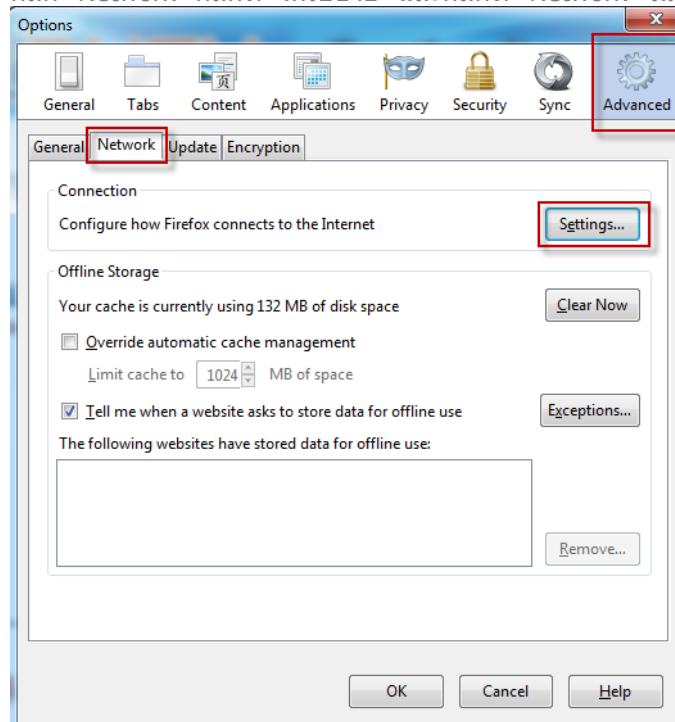 Options
General Tabs Content Applications Privacy Security Sync Advanced
General Network Update Encryption
Connection
Configure how Firefox connects to the Internet Settings...
Offline Storage
Your cache is currently using 132 MB of disk space Clear Now
Override automatic cache management
Limit cache to 1024 MB of space
Tell me when a website asks to store data for offline use Exceptions...
The following websites have stored data for offline use:
Remove...
OK Cancel Help